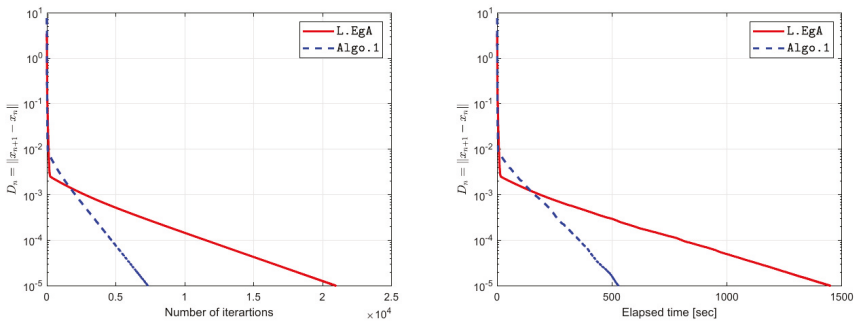 10^1
10^0
10^-1
10^-2
10^-3
10^-4
10^-5
D_n = ||x_{n+1} − x_n||
L.EgA
Algo.1
0 0.5 1 1.5 2 2.5
Number of iterartions
×10^4
10^1
10^0
10^-1
10^-2
10^-3
10^-4
10^-5
D_n = ||x_{n+1} − x_n||
L.EgA
Algo.1
0 500 1000 1500
Elapsed time [sec]